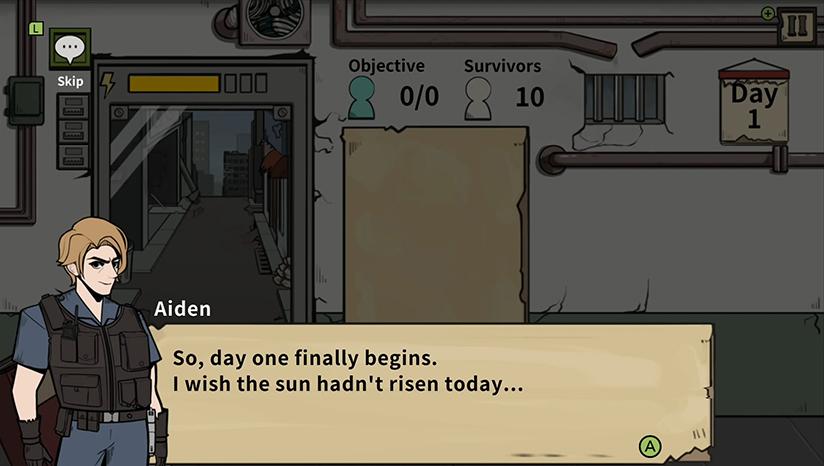 L
Skip
Objective
0/0
Survivors
10
Day
1
Aiden
So, day one finally begins.
I wish the sun hadn't risen today...
A